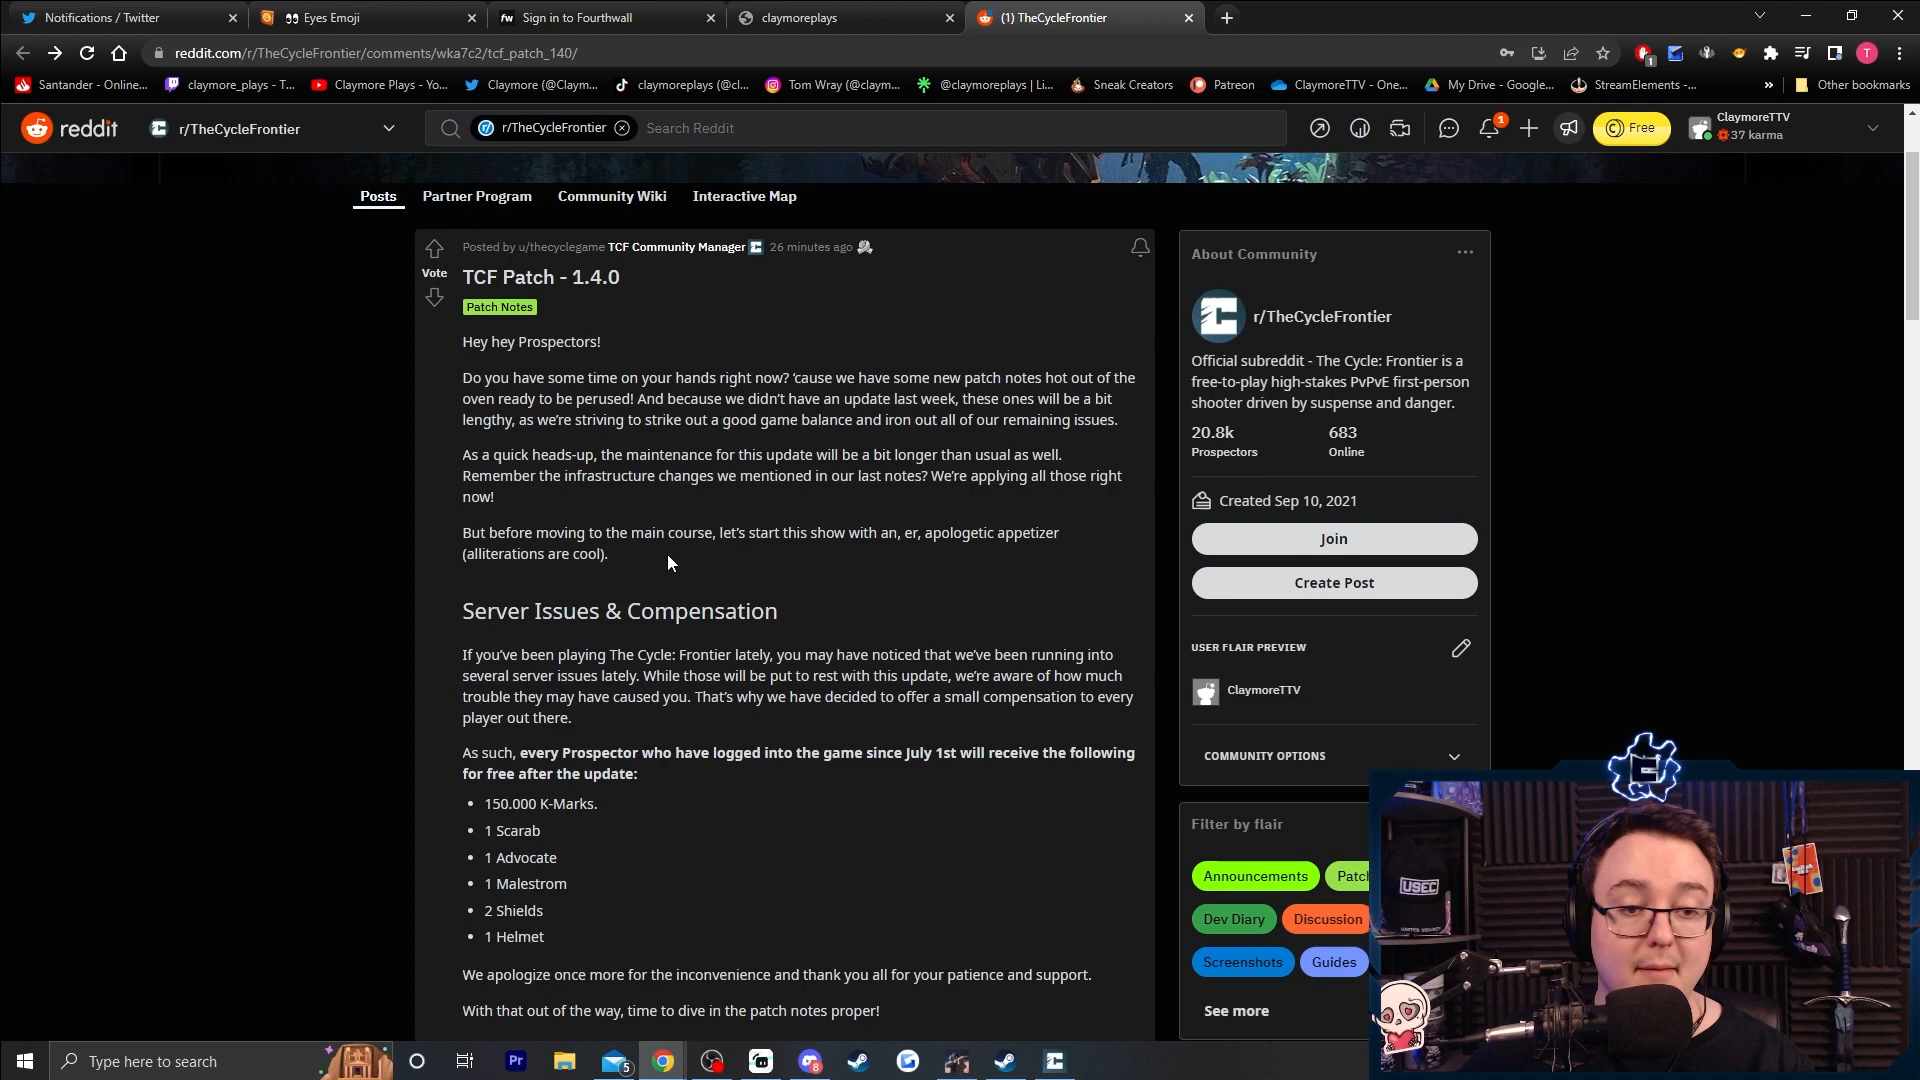 Notifications / Twitter
👀 Eyes Emoji
fw Sign in to Fourthwall
claymoreplays
(1) TheCycleFrontier
reddit.com/r/TheCycleFrontier/comments/wka7c2/tcf_patch_140/
1
T
Santander - Online...
claymore_plays - T...
Claymore Plays - Yo...
Claymore (@Claym...
claymoreplays (@cl...
Tom Wray (@claym...
@claymoreplays | Li...
Sneak Creators
Patreon
ClaymoreTTV - One...
My Drive - Google...
StreamElements -...
»
Other bookmarks
reddit
r/TheCycleFrontier
r/TheCycleFrontier
Search Reddit
1
Free
ClaymoreTTV
37 karma
Posts
Partner Program
Community Wiki
Interactive Map
Vote
Posted by u/thecyclegame TCF Community Manager 26 minutes ago
TCF Patch - 1.4.0
Patch Notes
Hey hey Prospectors!
Do you have some time on your hands right now? ‘cause we have some new patch notes hot out of the
oven ready to be perused! And because we didn’t have an update last week, these ones will be a bit
lengthy, as we’re striving to strike out a good game balance and iron out all of our remaining issues.
As a quick heads-up, the maintenance for this update will be a bit longer than usual as well.
Remember the infrastructure changes we mentioned in our last notes? We’re applying all those right
now!
But before moving to the main course, let’s start this show with an, er, apologetic appetizer
(alliterations are cool).
Server Issues & Compensation
If you’ve been playing The Cycle: Frontier lately, you may have noticed that we’ve been running into
several server issues lately. While those will be put to rest with this update, we’re aware of how much
trouble they may have caused you. That’s why we have decided to offer a small compensation to every
player out there.
As such, every Prospector who have logged into the game since July 1st will receive the following
for free after the update:
• 150.000 K-Marks.
• 1 Scarab
• 1 Advocate
• 1 Malestrom
• 2 Shields
• 1 Helmet
We apologize once more for the inconvenience and thank you all for your patience and support.
With that out of the way, time to dive in the patch notes proper!
About Community
r/TheCycleFrontier
Official subreddit - The Cycle: Frontier is a
free-to-play high-stakes PvPvE first-person
shooter driven by suspense and danger.
20.8k
683
Prospectors
Online
Created Sep 10, 2021
Join
Create Post
USER FLAIR PREVIEW
ClaymoreTTV
COMMUNITY OPTIONS
Filter by flair
Announcements
Patch
Dev Diary
Discussion
Screenshots
Guides
See more
USEC
Type here to search
Pr
5
8